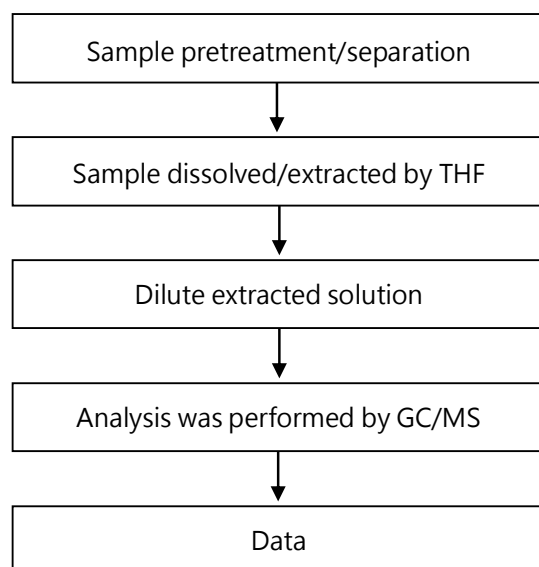 Sample pretreatment/separation
Sample dissolved/extracted by THF
Dilute extracted solution
Analysis was performed by GC/MS
Data